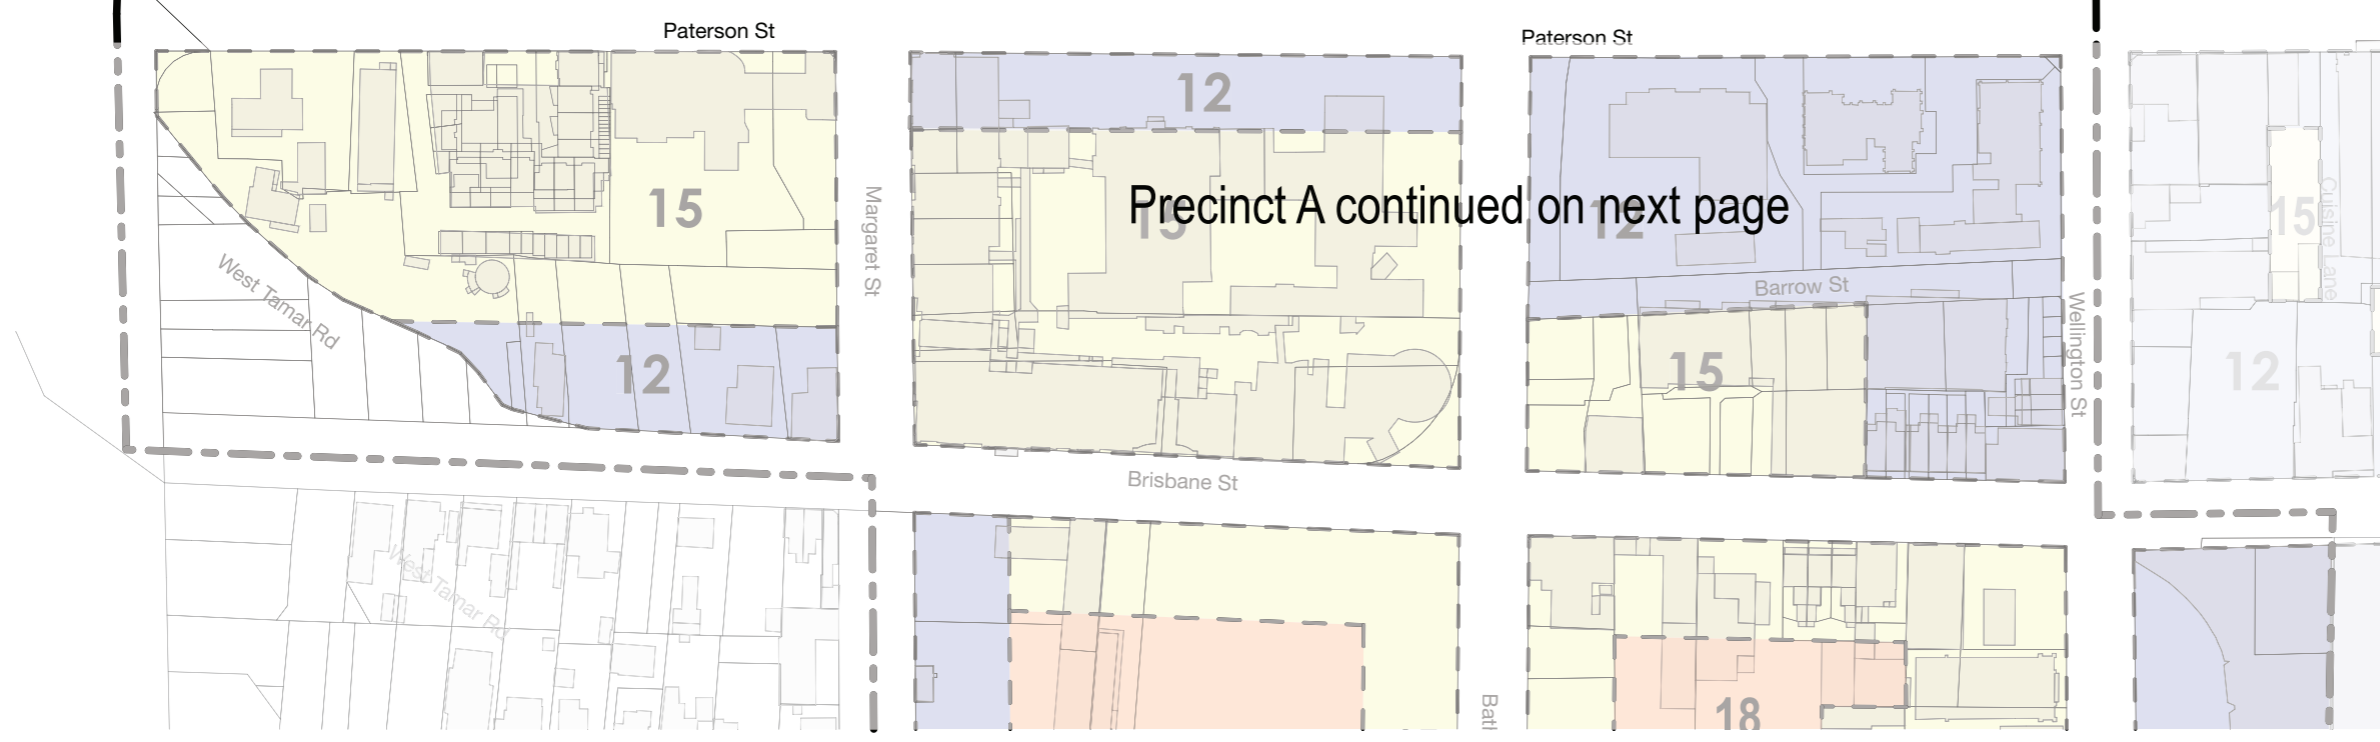 Paterson St
Paterson St
12
15
Margaret St
15
Precinct A continued on next page
12
15
Cuisine Lane
West Tamar Rd
Barrow St
Wellington St
12
15
12
Brisbane St
West Tamar Rd
18